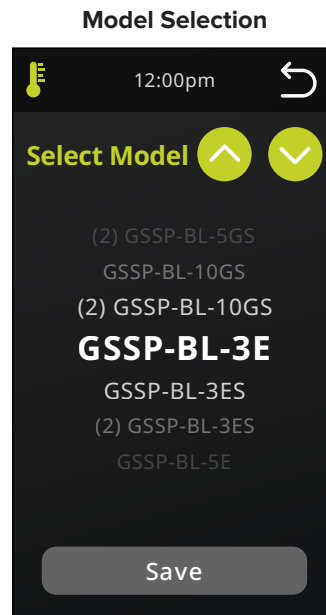 Model Selection
12:00pm
Select Model
(2) GSSP-BL-5GS
GSSP-BL-10GS
(2) GSSP-BL-10GS
GSSP-BL-3E
GSSP-BL-3ES
(2) GSSP-BL-3ES
GSSP-BL-5E
Save